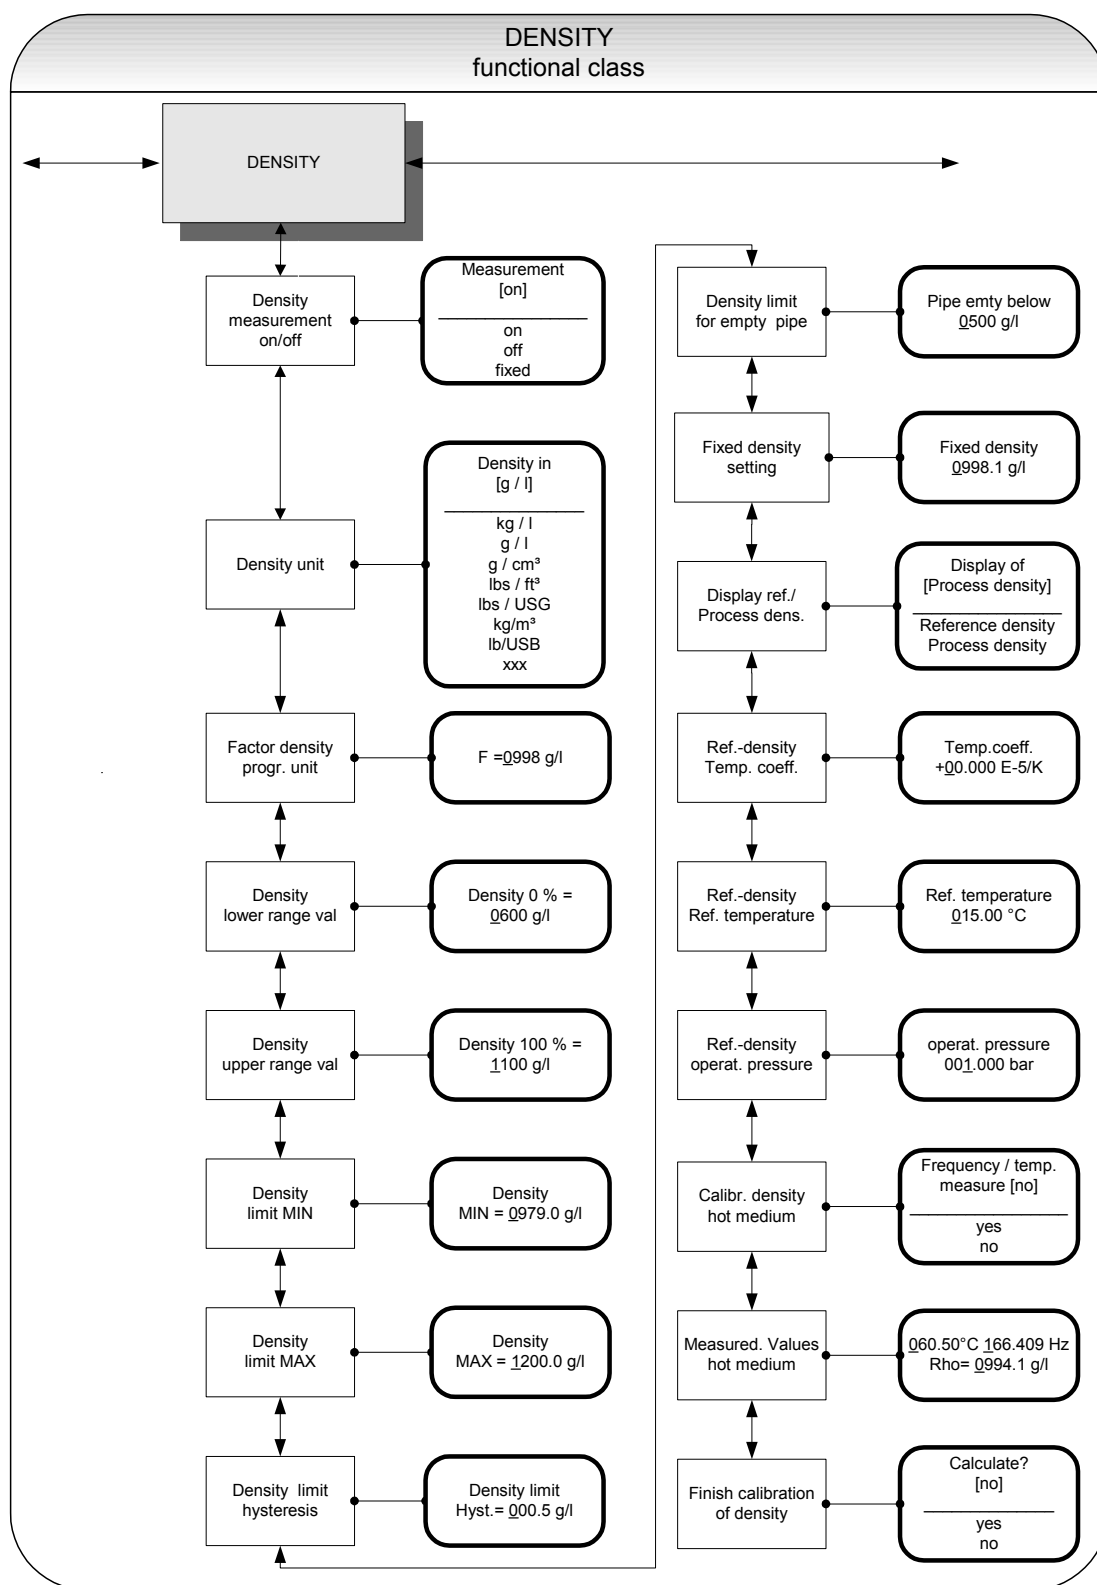 DENSITY
functional class
DENSITY
Density
measurement
on/off
Measurement
[on]
on
off
fixed
Density unit
Density in
[g / l]
kg / l
g / l
g / cm³
lbs / ft³
lbs / USG
kg/m³
lb/USB
xxx
Factor density
progr. unit
F =0998 g/l
Density
lower range val
Density 0 % =
0600 g/l
Density
upper range val
Density 100 % =
1100 g/l
Density
limit MIN
Density
MIN = 0979.0 g/l
Density
limit MAX
Density
MAX = 1200.0 g/l
Density limit
hysteresis
Density limit
Hyst.= 000.5 g/l
Density limit
for empty pipe
Pipe emty below
0500 g/l
Fixed density
setting
Fixed density
0998.1 g/l
Display ref./
Process dens.
Display of
[Process density]
Reference density
Process density
Ref.-density
Temp. coeff.
Temp.coeff.
+00.000 E-5/K
Ref.-density
Ref. temperature
Ref. temperature
015.00 °C
Ref.-density
operat. pressure
operat. pressure
001.000 bar
Calibr. density
hot medium
Frequency / temp.
measure [no]
yes
no
Measured. Values
hot medium
060.50°C 166.409 Hz
Rho= 0994.1 g/l
Finish calibration
of density
Calculate?
[no]
yes
no